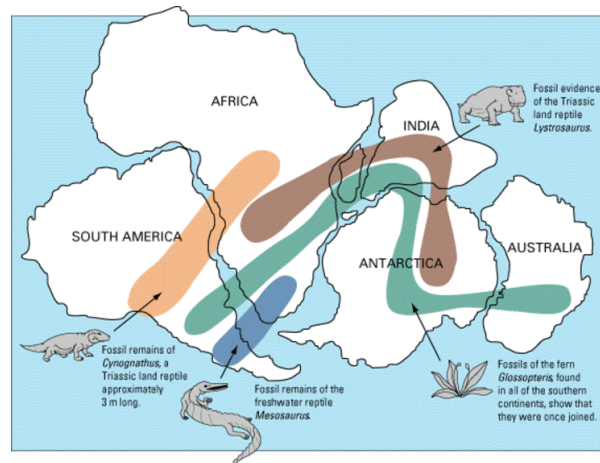 AFRICA
INDIA
SOUTH AMERICA
ANTARCTICA
AUSTRALIA
Fossil evidence
of the Triassic
land reptile
Lystrosaurus.
Fossil remains of
Cynognathus, a
Triassic land reptile
approximately
3 m long.
Fossil remains of the
freshwater reptile
Mesosaurus.
Fossils of the fern
Glossopteris, found
in all of the southern
continents, show that
they were once joined.